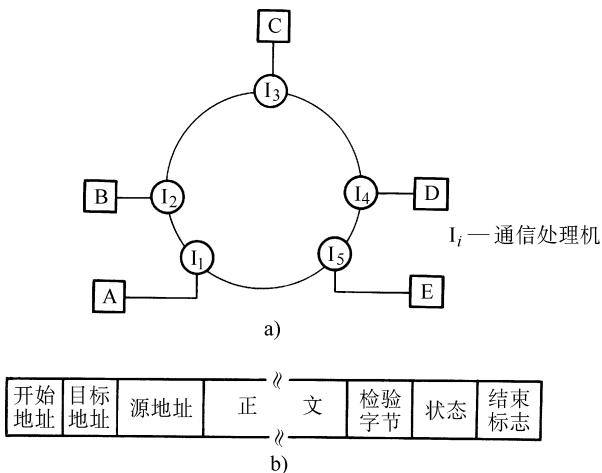 C
I₃
B
I₂
I₄
D
Iᵢ — 通信处理机
I₁
I₅
A
E
a)
开始
地址
目标
地址
源地址
正 文
检验
字节
状态
结束
标志
b)